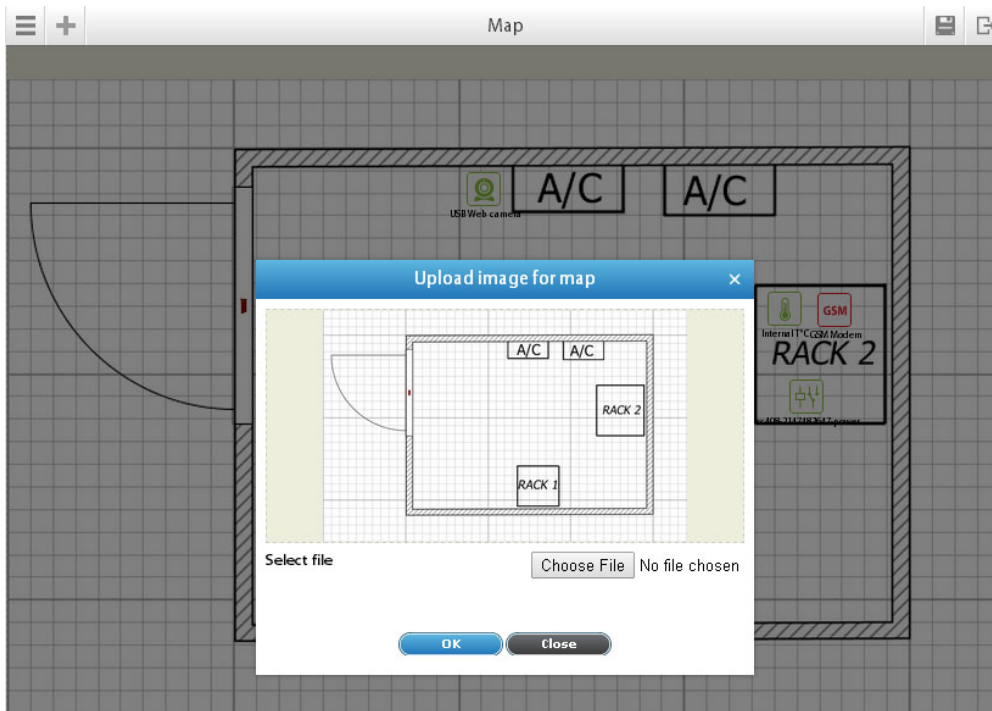 Map
A/C A/C
USB Web camera
Upload image for map ×
GSM
Internal T°C GSM Modem
RACK 2
A/C A/C
RACK 2
RACK 1
Select file Choose File No file chosen
OK Close